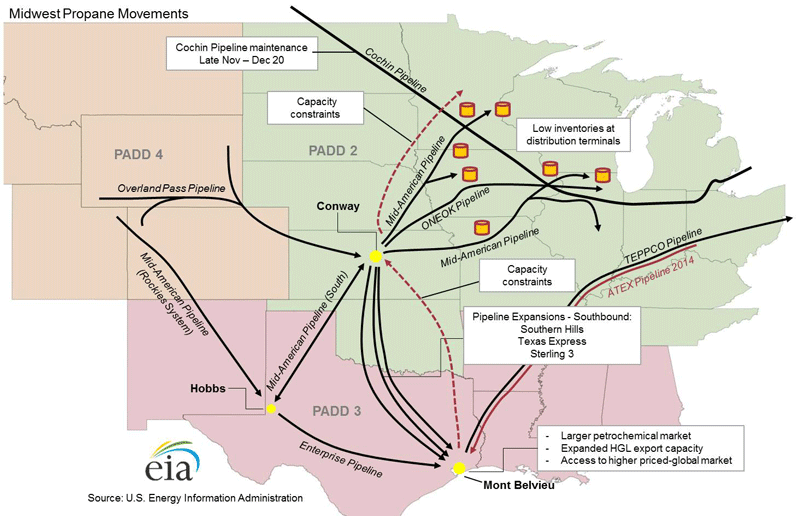 Midwest Propane Movements
Cochin Pipeline maintenance
Late Nov – Dec 20
Cochin Pipeline
Capacity
constraints
Low inventories at
distribution terminals
PADD 4
PADD 2
Overland Pass Pipeline
Mid-American Pipeline
ONEOK Pipeline
Conway
Mid-American Pipeline
TEPPCO Pipeline
ATEX Pipeline 2014
Mid-American Pipeline
(Rockies System)
Mid-American Pipeline (South)
Capacity
constraints
Pipeline Expansions - Southbound:
Southern Hills
Texas Express
Sterling 3
Hobbs
PADD 3
Enterprise Pipeline
- Larger petrochemical market
- Expanded HGL export capacity
- Access to higher priced-global market
Mont Belvieu
eia
Source: U.S. Energy Information Administration